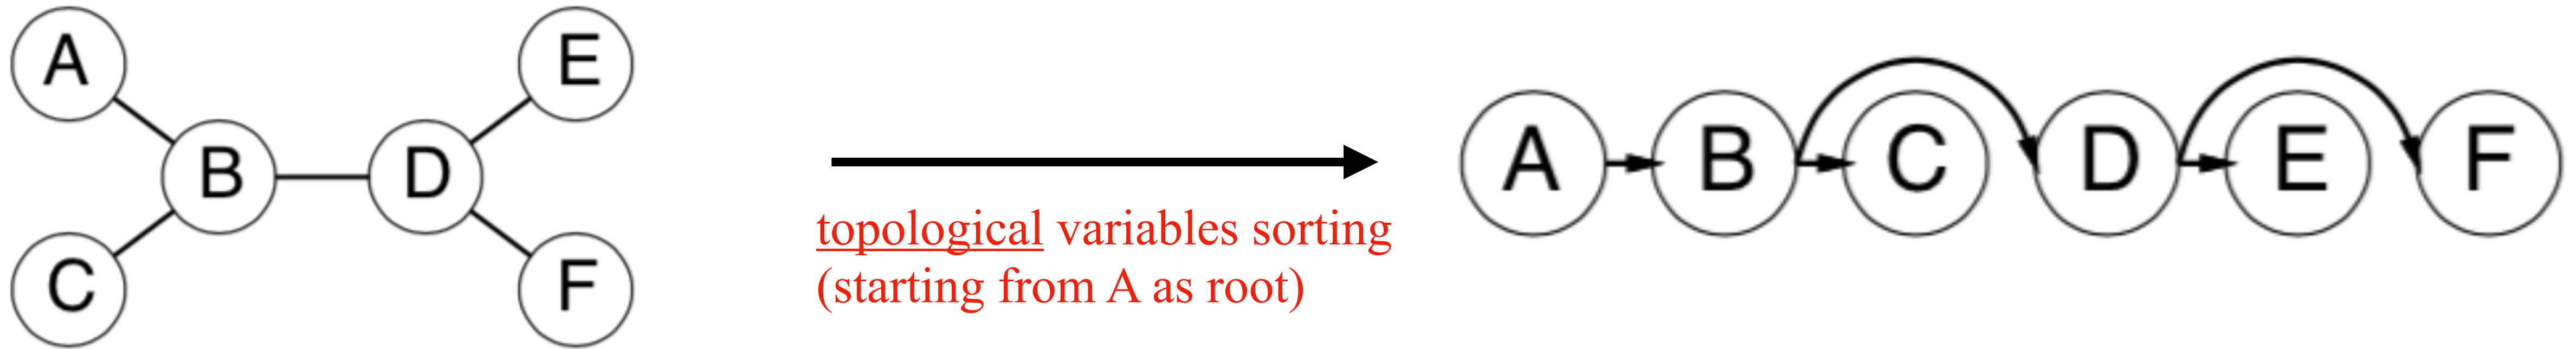 A
E
B
D
C
F
topological variables sorting
(starting from A as root)
A B C D E F